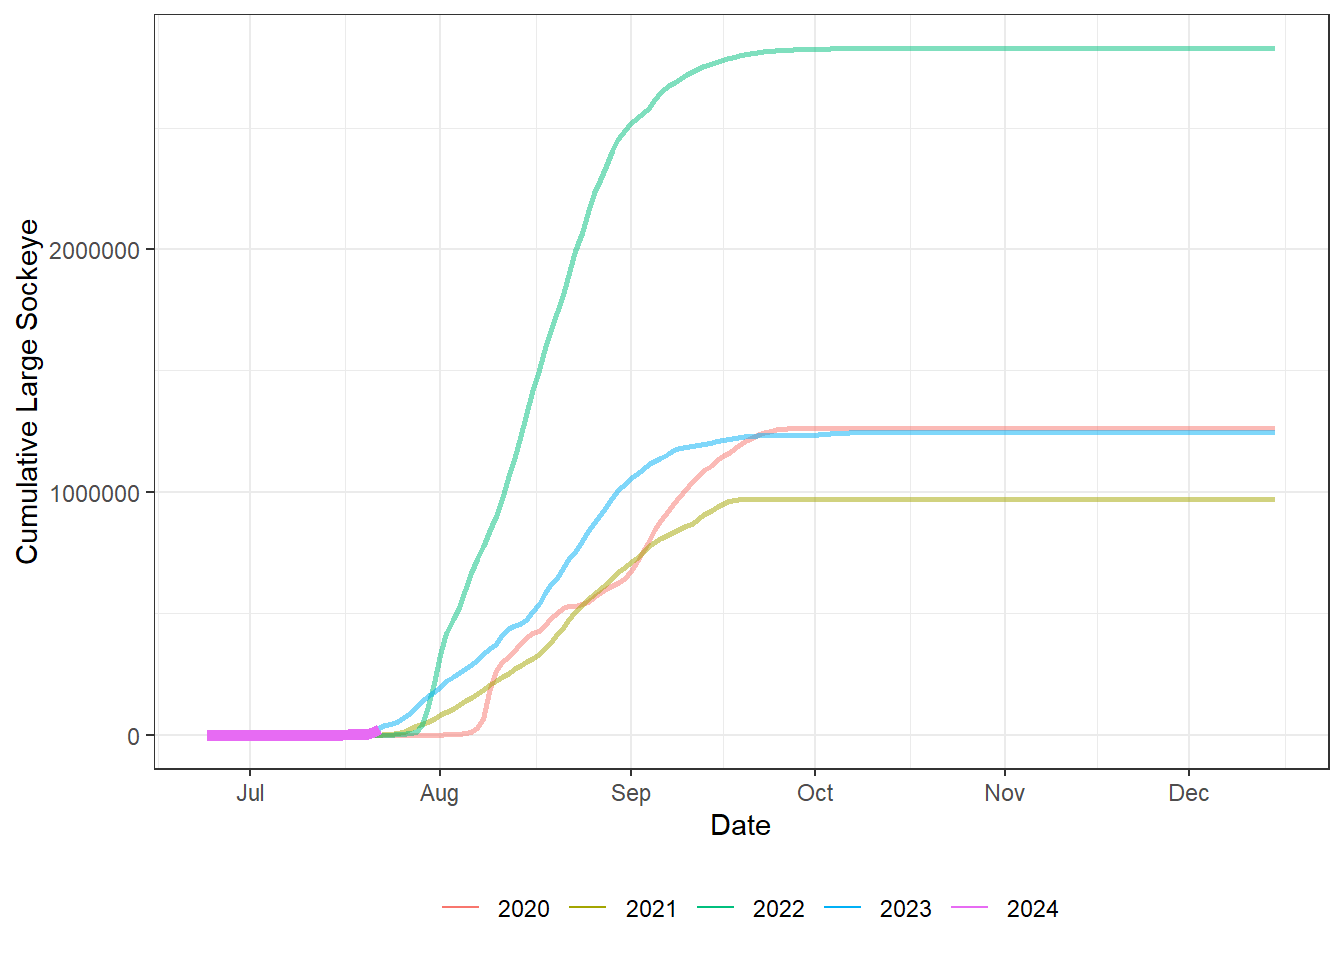 Cumulative Large Sockeye
2000000
1000000
0
Jul Aug Sep Oct Nov Dec
Date
2020 2021 2022 2023 2024